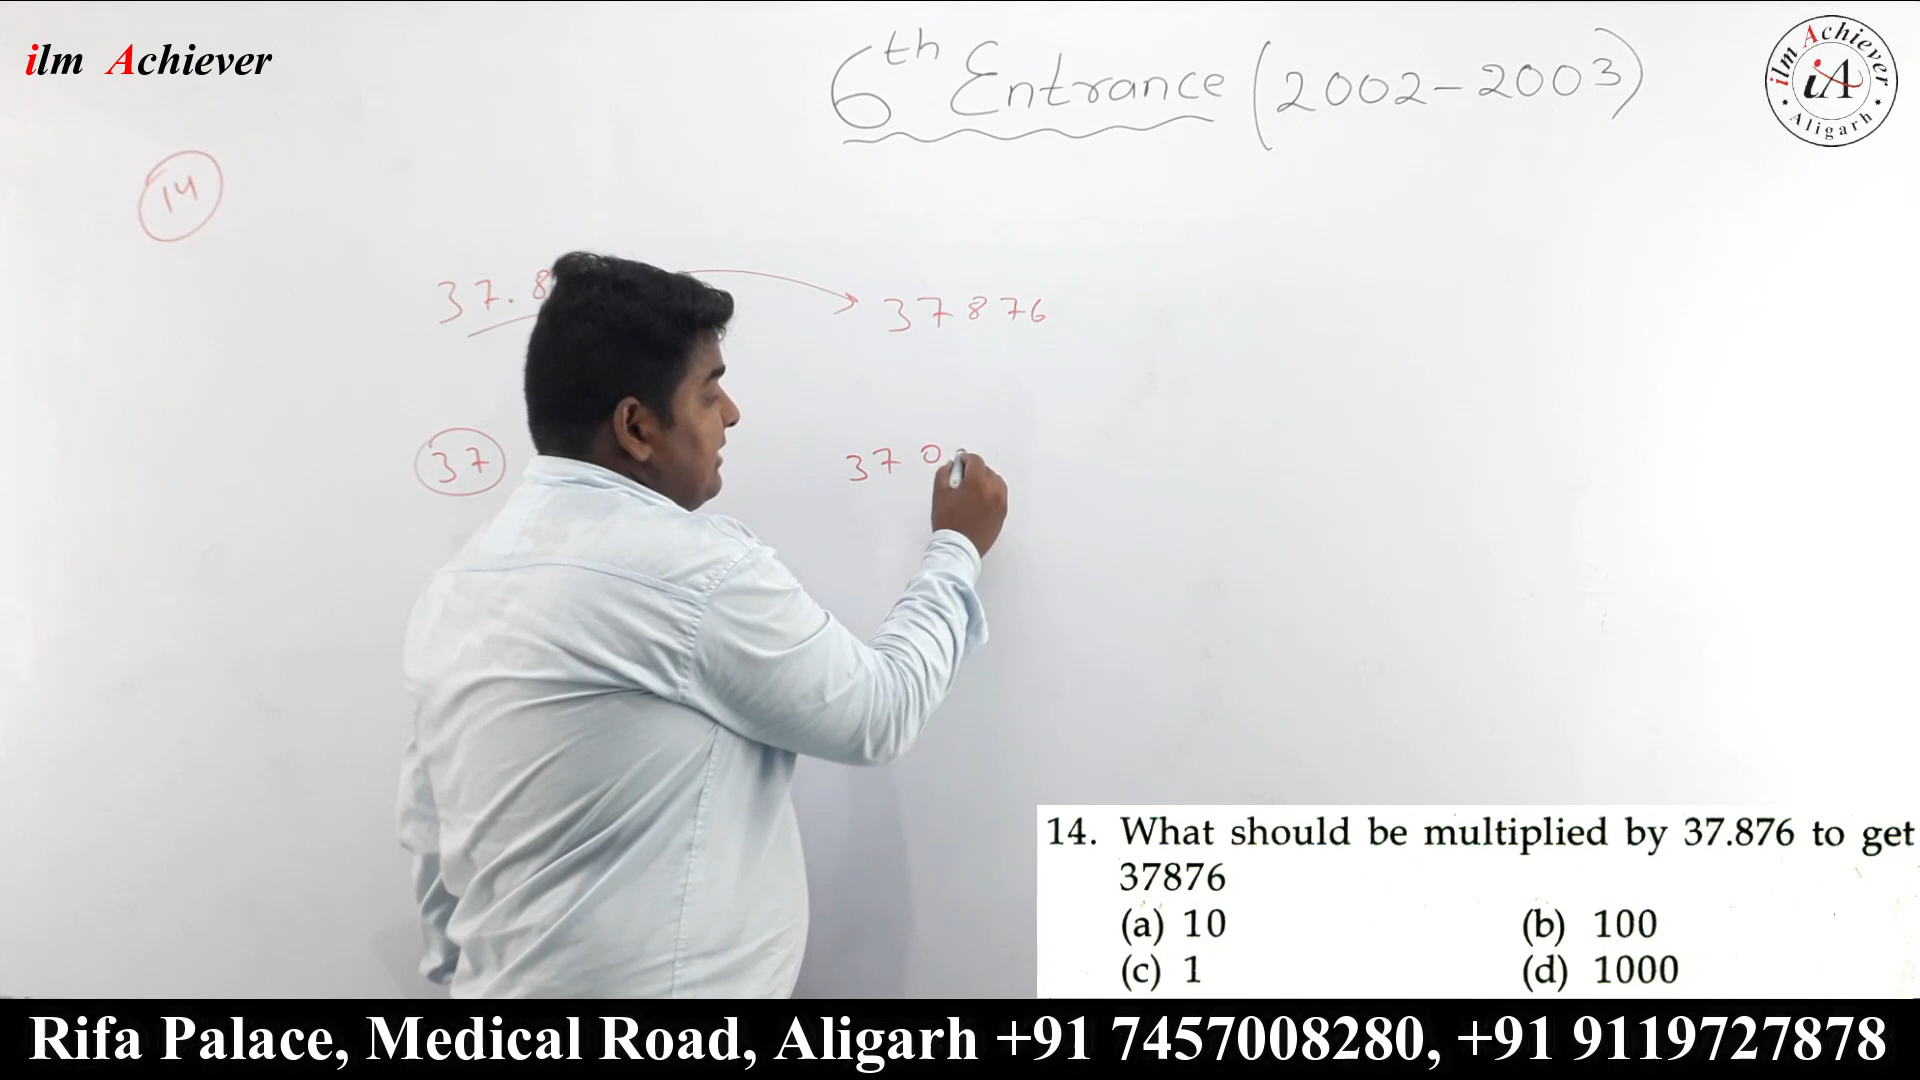 ilm Achiever
6th Entrance (2002-2003)
ilm Achiever
iA
Aligarh
14
37.8
37876
37
37 0
14. What should be multiplied by 37.876 to get
37876
(a) 10 (b) 100
(c) 1 (d) 1000
Rifa Palace, Medical Road, Aligarh +91 7457008280, +91 9119727878